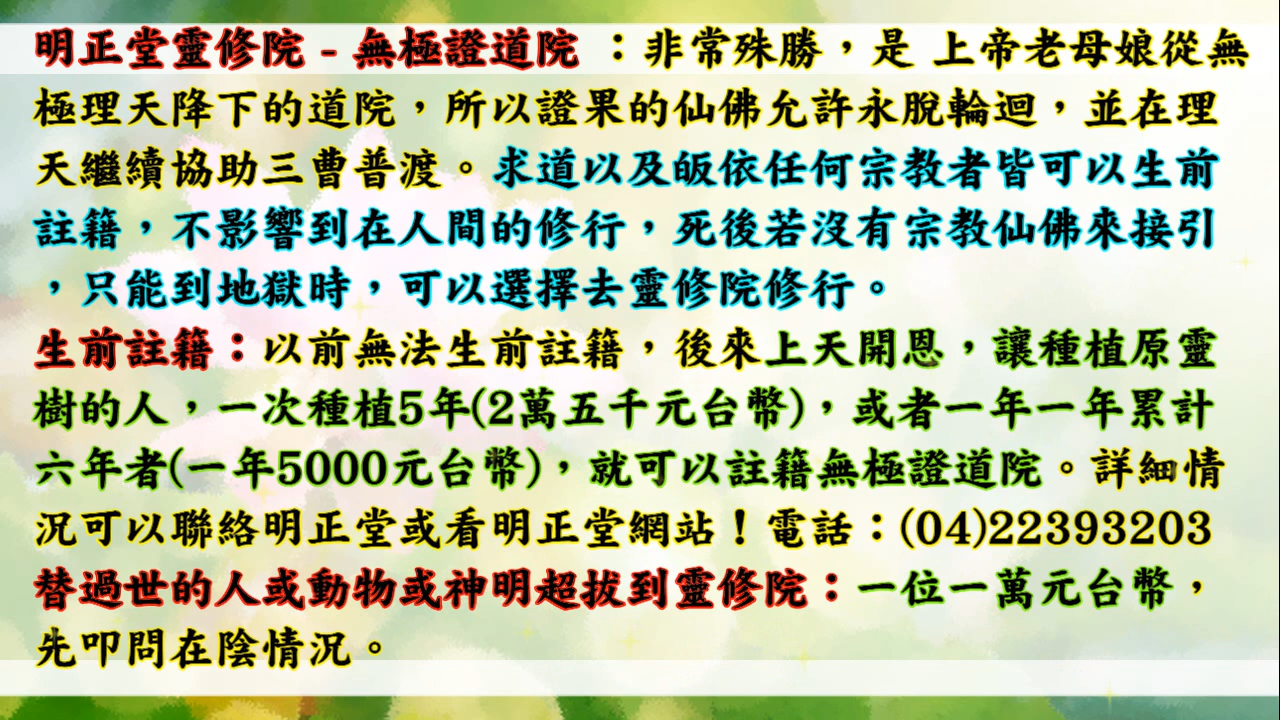 明正堂靈修院 - 無極證道院 ：非常殊勝，是 上帝老母娘從無
極理天降下的道院，所以證果的仙佛允許永脫輪迴，並在理
天繼續協助三曹普渡。求道以及皈依任何宗教者皆可以生前
註籍，不影響到在人間的修行，死後若沒有宗教仙佛來接引
，只能到地獄時，可以選擇去靈修院修行。
生前註籍：以前無法生前註籍，後來上天開恩，讓種植原靈
樹的人，一次種植5年(2萬五千元台幣)，或者一年一年累計
六年者(一年5000元台幣)，就可以註籍無極證道院。詳細情
況可以聯絡明正堂或看明正堂網站！電話：(04)22393203
替過世的人或動物或神明超拔到靈修院：一位一萬元台幣，
先叩問在陰情況。